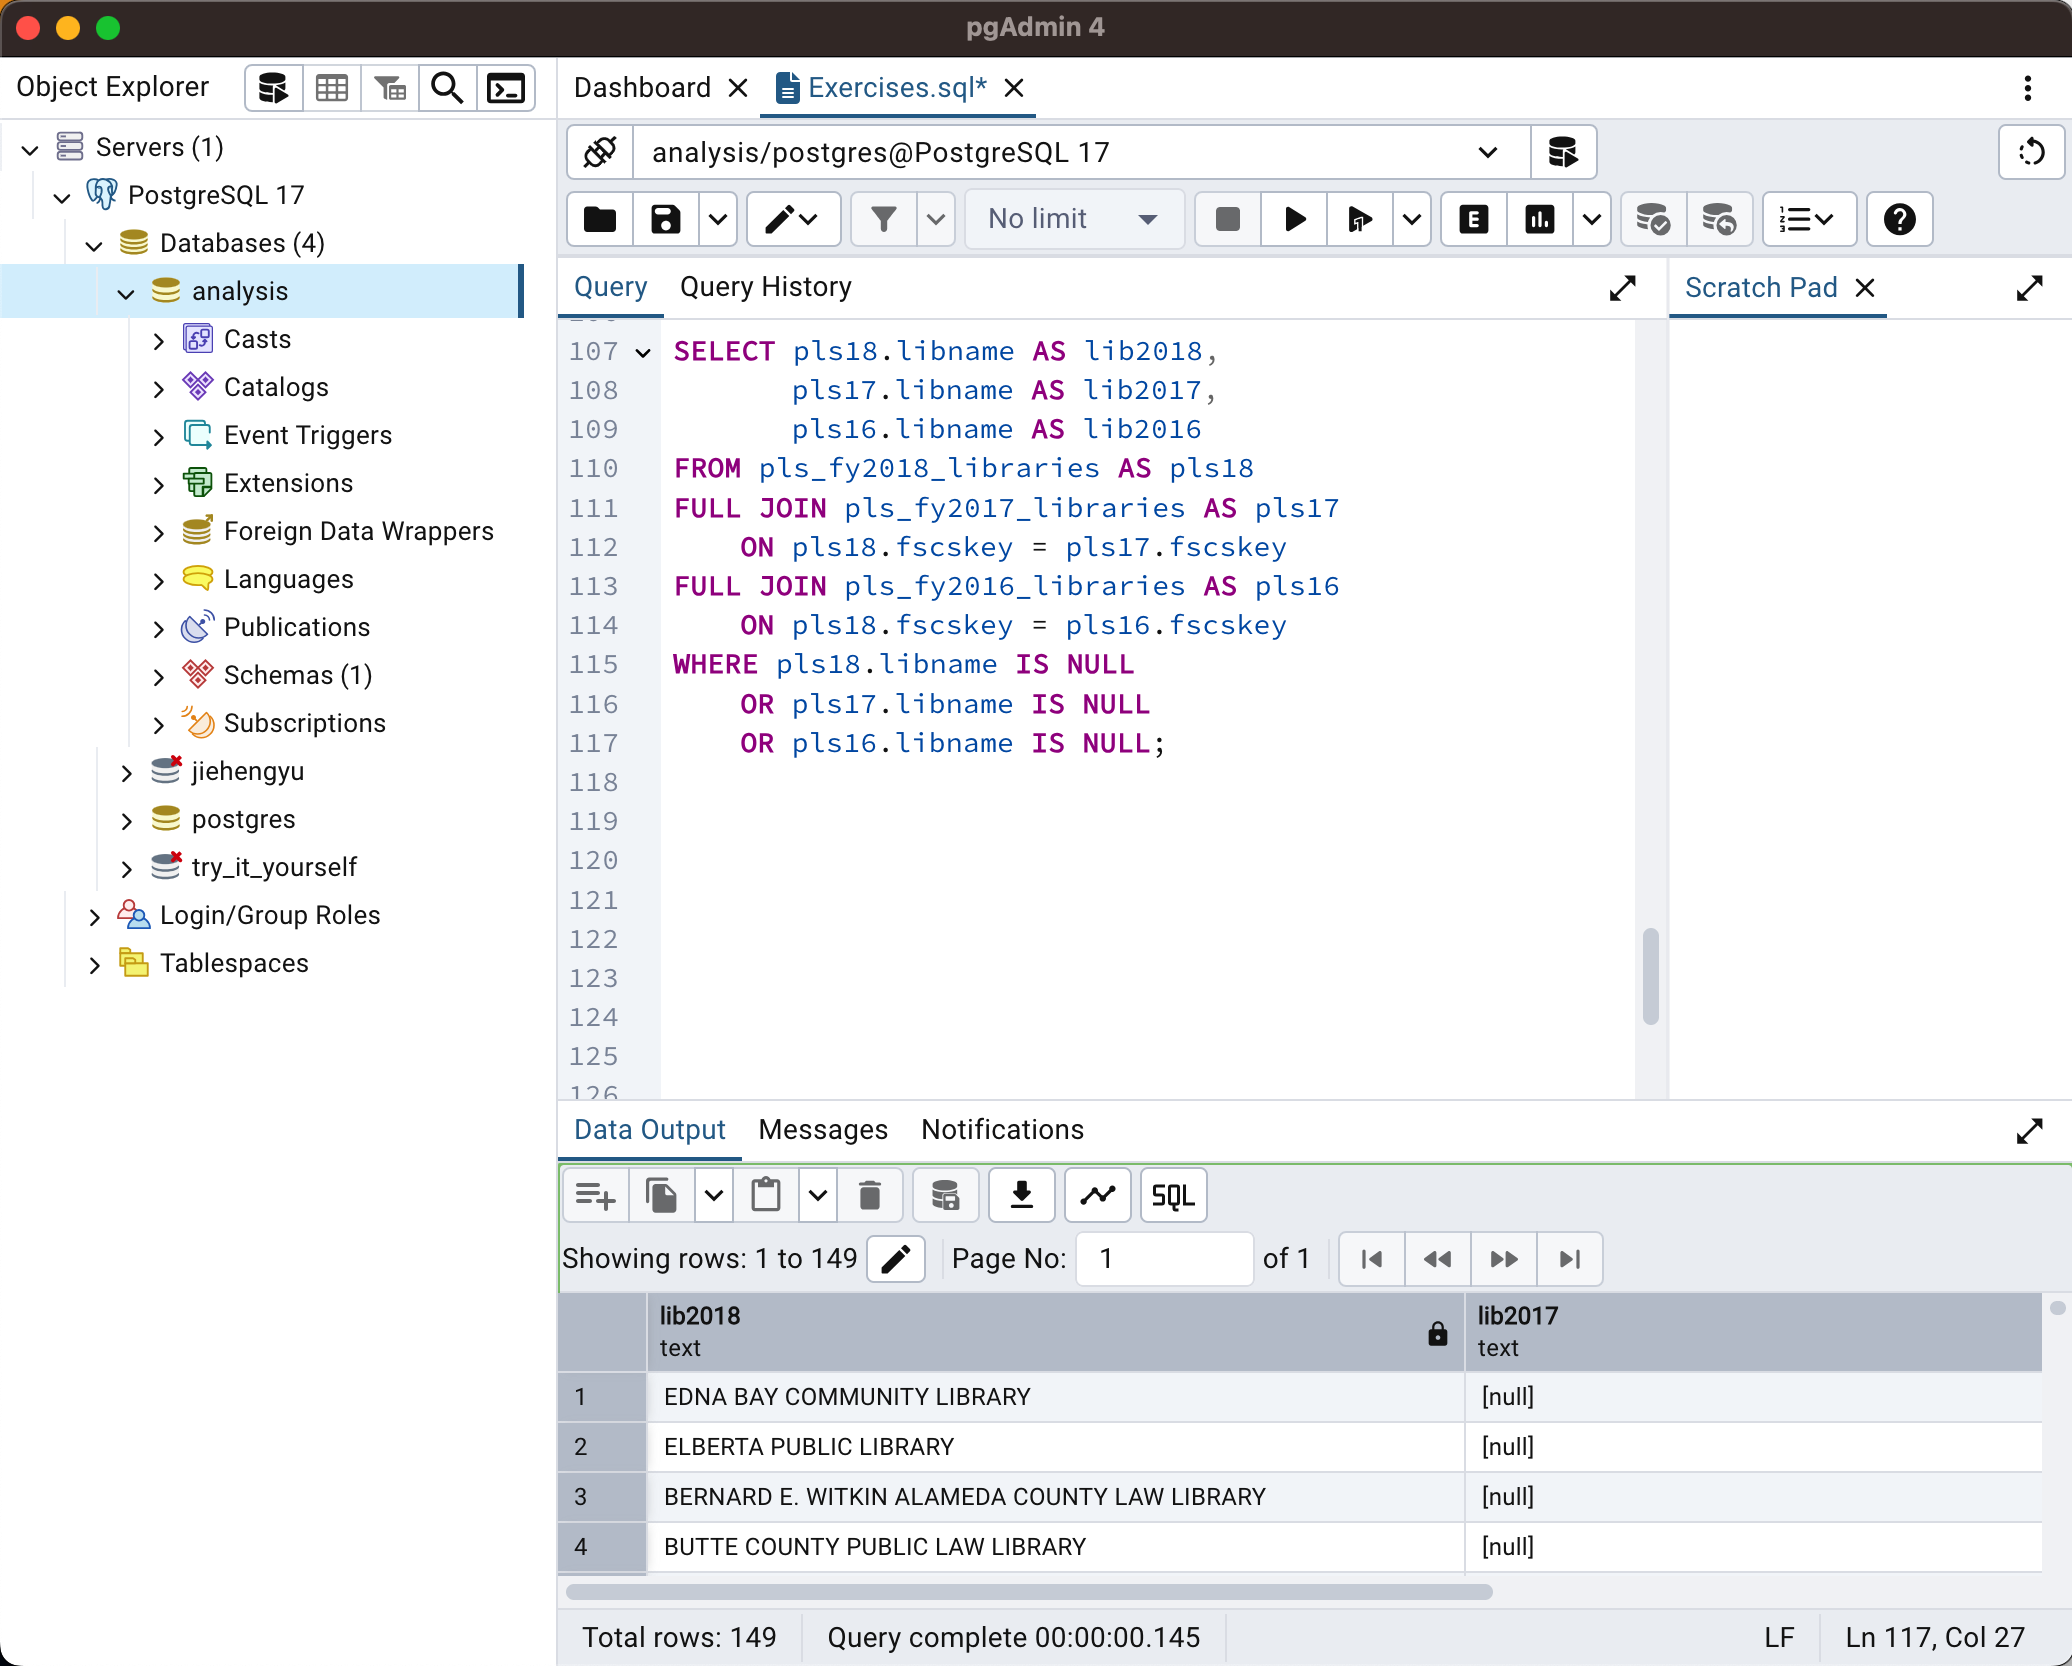 pgAdmin 4
Object Explorer
Dashboard
Exercises.sql*
Servers (1)
PostgreSQL 17
Databases (4)
analysis
Casts
Catalogs
Event Triggers
Extensions
Foreign Data Wrappers
Languages
Publications
Schemas (1)
Subscriptions
jiehengyu
postgres
try_it_yourself
Login/Group Roles
Tablespaces
analysis/postgres@PostgreSQL 17
No limit
E
Query
Query History
Scratch Pad
107 SELECT pls18.libname AS lib2018,
108 pls17.libname AS lib2017,
109 pls16.libname AS lib2016
110 FROM pls_fy2018_libraries AS pls18
111 FULL JOIN pls_fy2017_libraries AS pls17
112 ON pls18.fscskey = pls17.fscskey
113 FULL JOIN pls_fy2016_libraries AS pls16
114 ON pls18.fscskey = pls16.fscskey
115 WHERE pls18.libname IS NULL
116 OR pls17.libname IS NULL
117 OR pls16.libname IS NULL;
118
119
120
121
122
123
124
125
126
Data Output
Messages
Notifications
SQL
Showing rows: 1 to 149
Page No: 1 of 1
lib2018
text
lib2017
text
1 EDNA BAY COMMUNITY LIBRARY [null]
2 ELBERTA PUBLIC LIBRARY [null]
3 BERNARD E. WITKIN ALAMEDA COUNTY LAW LIBRARY [null]
4 BUTTE COUNTY PUBLIC LAW LIBRARY [null]
Total rows: 149
Query complete 00:00:00.145
LF
Ln 117, Col 27